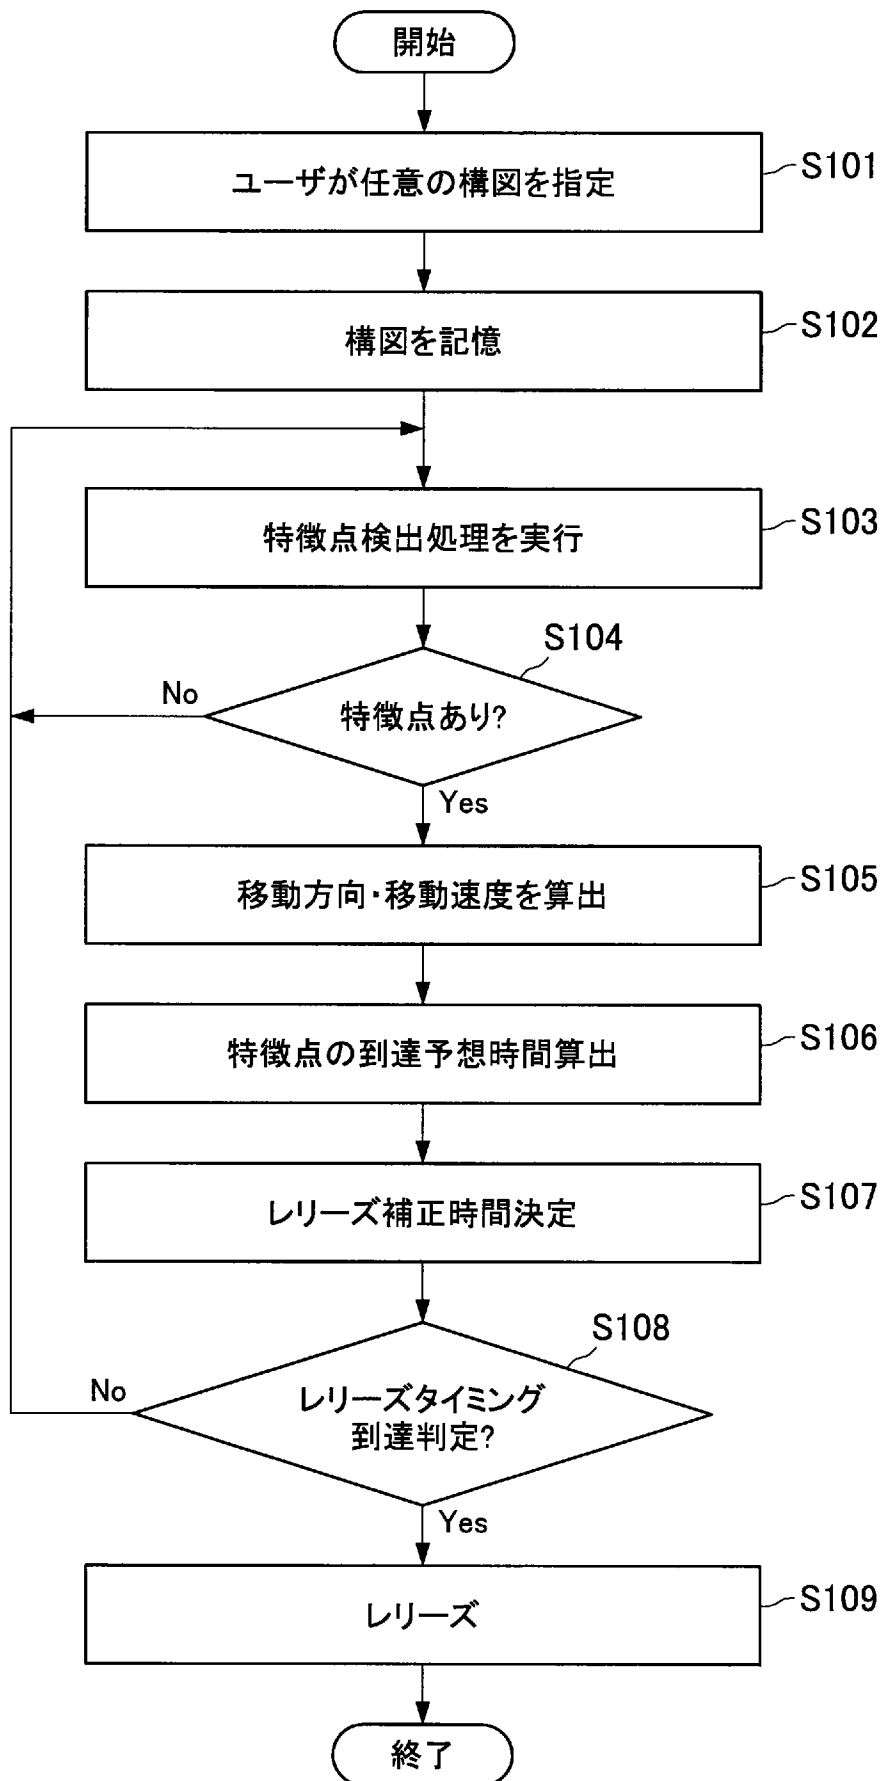 開始
ユーザが任意の構図を指定
S101
構図を記憶
S102
特徴点検出処理を実行
S103
S104
特徴点あり?
No
Yes
移動方向・移動速度を算出
S105
特徴点の到達予想時間算出
S106
レリーズ補正時間決定
S107
S108
レリーズタイミング
到達判定?
No
Yes
レリーズ
S109
終了